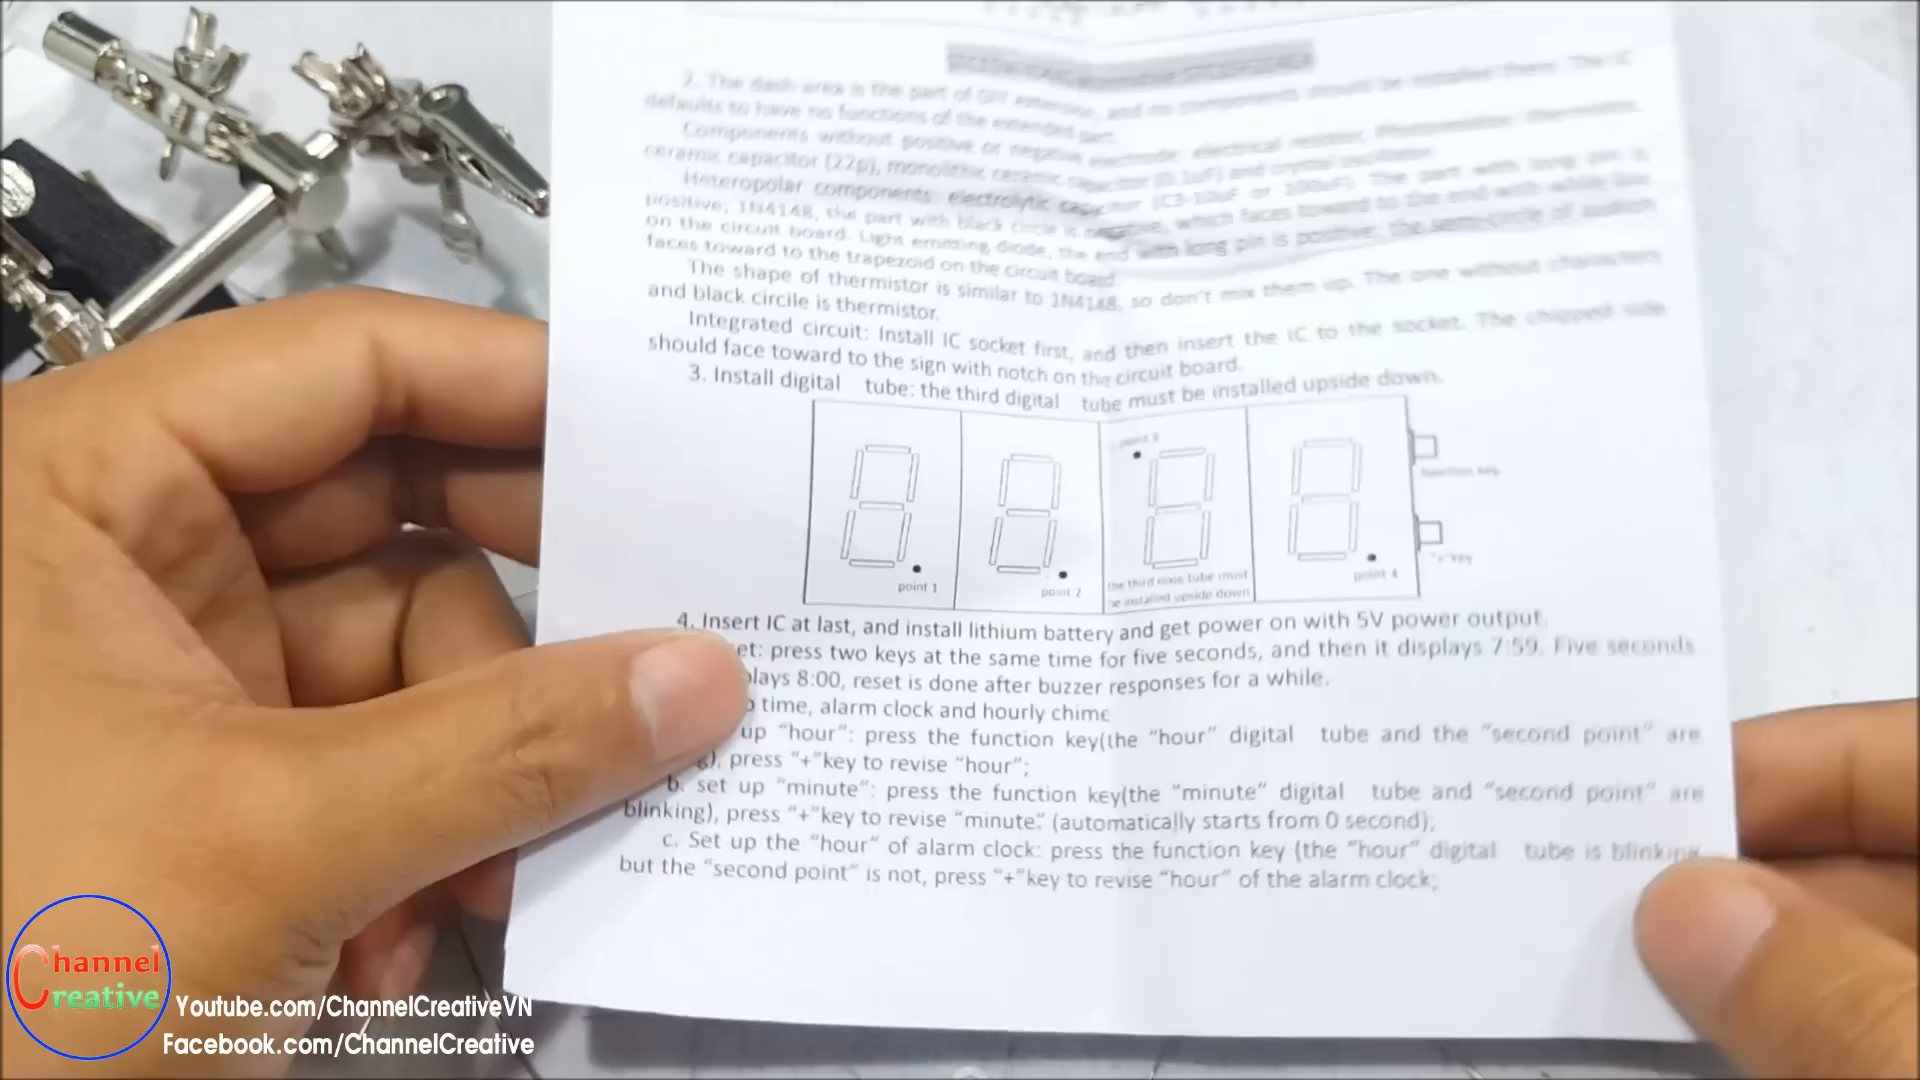 2. The dash area is the part of DIY extension, and no components should be installed there. The IC
defaults to have no functions of the extended part.
Components without positive or negative electrode: electrical resistor, Photoresistor, thermistor,
ceramic capacitor (22p), monolithic ceramic capacitor (0.1uF) and crystal oscillator.
Heteropolar components: electrolytic capacitor (C3-10uF or 100uF). The part with long pin is
positive; 1N4148, the part with black circle is negative, which faces toward to the end with white line
on the circuit board. Light emitting diode, the end with long pin is positive; the semi-circle of
faces toward to the trapezoid on the circuit board.
The shape of thermistor is similar to 1N4148, so don't mix them up. The one without characters
and black circile is thermistor.
Integrated circuit: Install IC socket first, and then insert the IC to the socket. The chipped side
should face toward to the sign with notch on the circuit board.
3. Install digital tube: the third digital tube must be installed upside down.
point 3
function key
"+"key
point 1
point 2
the third nixie tube must
be installed upside down
point 4
4. Insert IC at last, and install lithium battery and get power on with 5V power output.
et: press two keys at the same time for five seconds, and then it displays 7:59. Five seconds
plays 8:00, reset is done after buzzer responses for a while.
time, alarm clock and hourly chime
up "hour": press the function key(the "hour" digital tube and the "second point" are
g), press "+"key to revise "hour";
b. set up "minute": press the function key(the "minute" digital tube and "second point" are
blinking), press "+"key to revise "minute." (automatically starts from 0 second);
c. Set up the "hour" of alarm clock: press the function key (the "hour" digital tube is blinking
but the "second point" is not, press "+"key to revise "hour" of the alarm clock;
Channel
Creative
Youtube.com/ChannelCreativeVN
Facebook.com/ChannelCreative